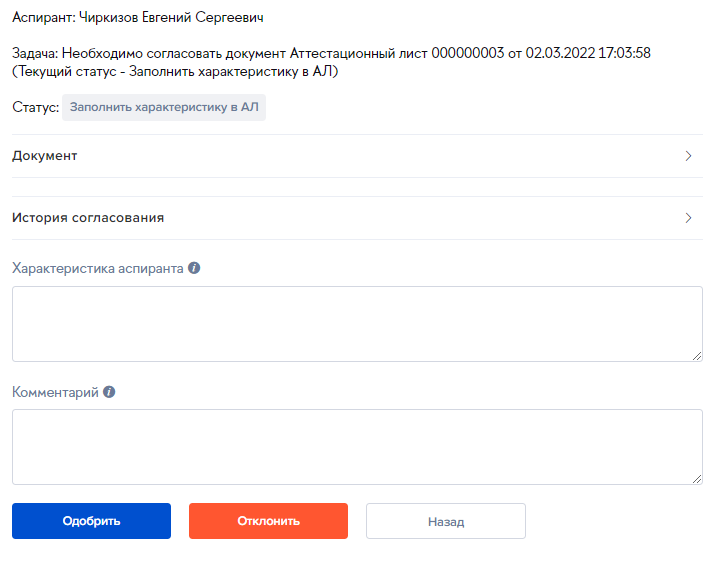 Аспирант: Чиркизов Евгений Сергеевич
Задача: Необходимо согласовать документ Аттестационный лист 000000003 от 02.03.2022 17:03:58
(Текущий статус - Заполнить характеристику в АЛ)
Статус: Заполнить характеристику в АЛ
Документ
История согласования
Характеристика аспиранта
Комментарий
Одобрить Отклонить Назад